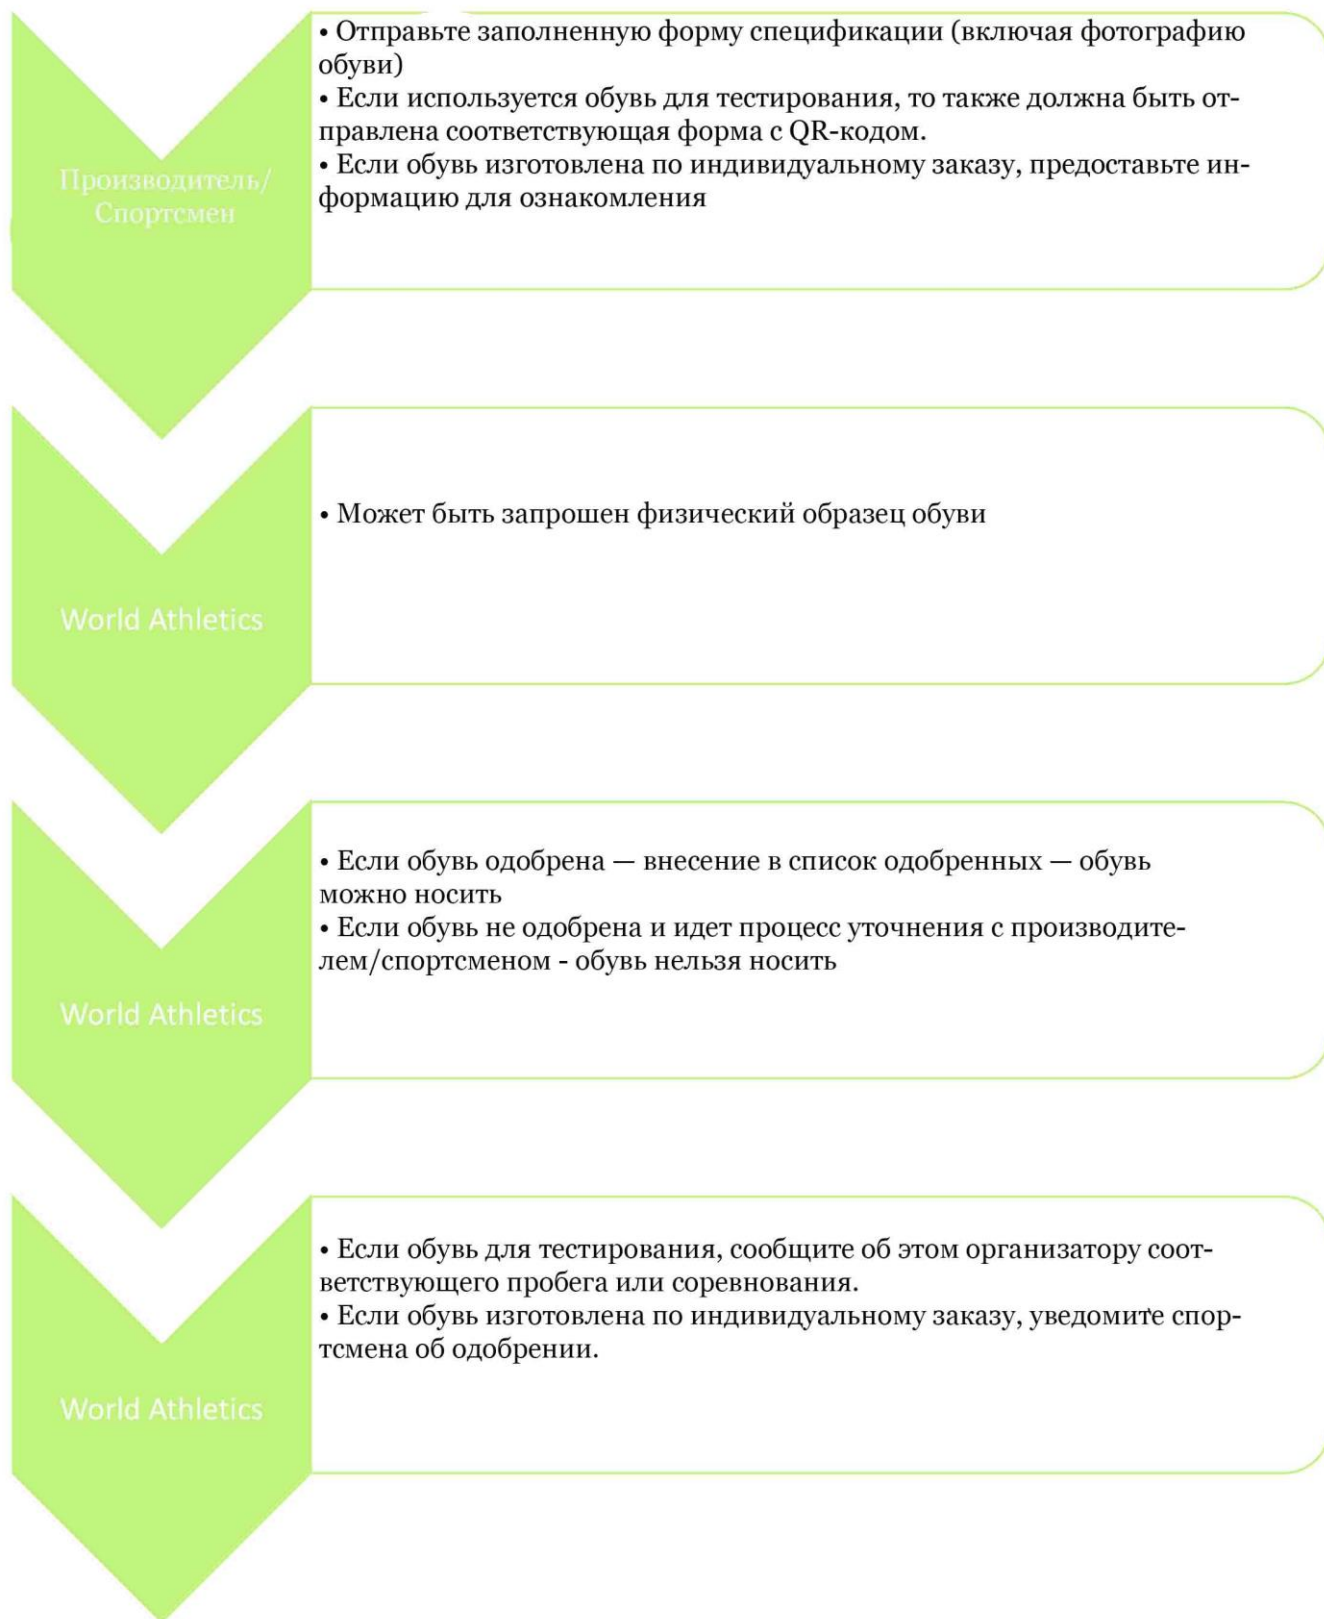 • Отправьте заполненную форму спецификации (включая фотографию
обуви)
• Если используется обувь для тестирования, то также должна быть от-
правлена соответствующая форма с QR-кодом.
• Если обувь изготовлена по индивидуальному заказу, предоставьте ин-
формацию для ознакомления
Производитель/
Спортсмен
• Может быть запрошен физический образец обуви
World Athletics
• Если обувь одобрена — внесение в список одобренных — обувь
можно носить
• Если обувь не одобрена и идет процесс уточнения с производите-
лем/спортсменом - обувь нельзя носить
World Athletics
• Если обувь для тестирования, сообщите об этом организатору соот-
ветствующего пробега или соревнования.
• Если обувь изготовлена по индивидуальному заказу, уведомите спор-
тсмена об одобрении.
World Athletics